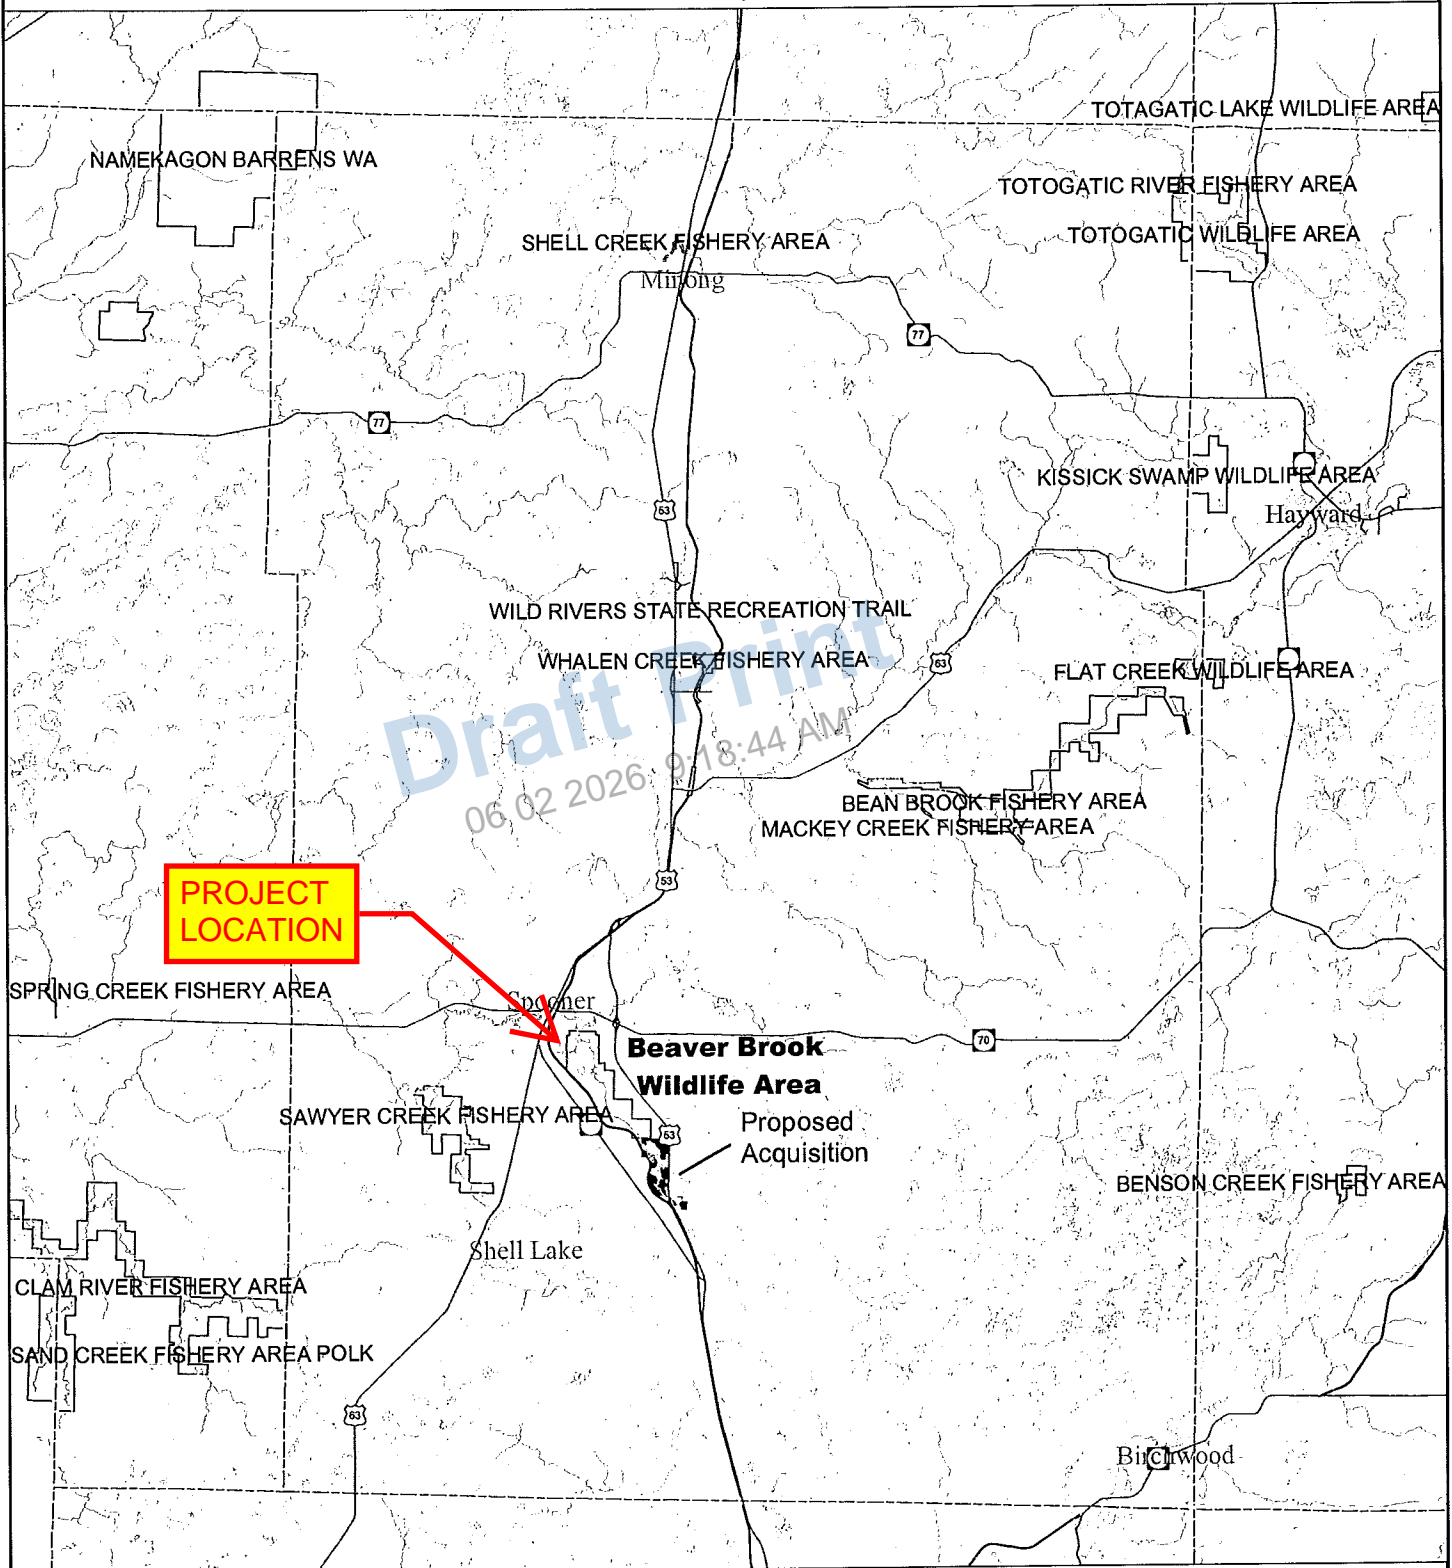 TOTAGATIC LAKE WILDLIFE AREA
NAMEKAGON BARRENS WA
TOTOGATIC RIVER FISHERY AREA
TOTOGATIC WILDLIFE AREA
SHELL CREEK FISHERY AREA
Minong
77
77
KISSICK SWAMP WILDLIFE AREA
Hayward
53
WILD RIVERS STATE RECREATION TRAIL
WHALEN CREEK FISHERY AREA
63
FLAT CREEK WILDLIFE AREA
Draft Print
06 02 2026 9:18:44 AM
BEAN BROOK FISHERY AREA
MACKEY CREEK FISHERY AREA
53
PROJECT
LOCATION
SPRING CREEK FISHERY AREA
Spooner
70
Beaver Brook
Wildlife Area
SAWYER CREEK FISHERY AREA
53
Proposed
Acquisition
BENSON CREEK FISHERY AREA
Shell Lake
CLAM RIVER FISHERY AREA
SAND CREEK FISHERY AREA POLK
63
Birchwood